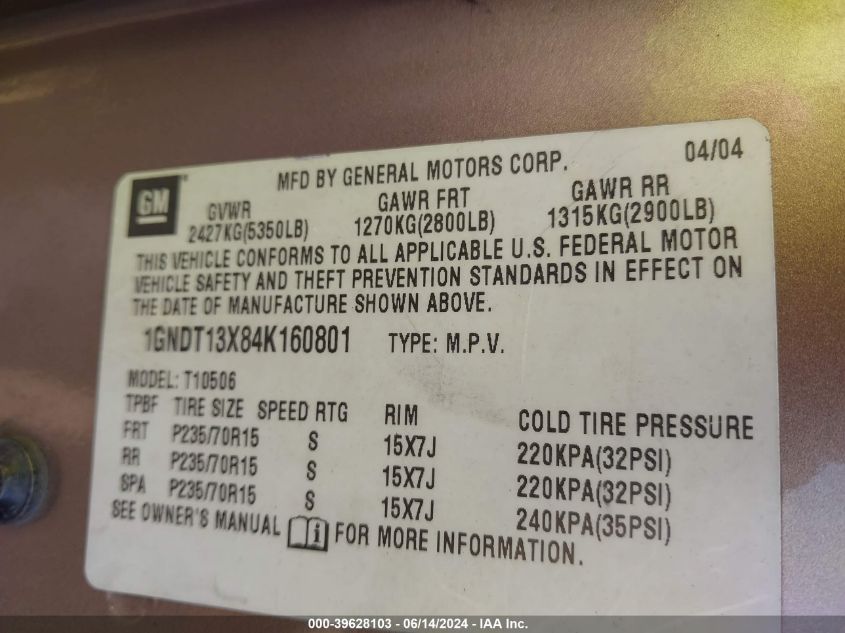 GM
MFD BY GENERAL MOTORS CORP. 04/04
GVWR GAWR FRT GAWR RR
2427KG(5350LB) 1270KG(2800LB) 1315KG(2900LB)
THIS VEHICLE CONFORMS TO ALL APPLICABLE U.S. FEDERAL MOTOR
VEHICLE SAFETY AND THEFT PREVENTION STANDARDS IN EFFECT ON
THE DATE OF MANUFACTURE SHOWN ABOVE.
1GNDT13X84K160801 TYPE: M.P.V.
MODEL: T10506
TPBF TIRE SIZE SPEED RTG RIM COLD TIRE PRESSURE
FRT P235/70R15 S 15X7J 220KPA(32PSI)
RR P235/70R15 S 15X7J 220KPA(32PSI)
SPA P235/70R15 S 15X7J 240KPA(35PSI)
SEE OWNER'S MANUAL i FOR MORE INFORMATION.
000-39628103 - 06/14/2024 - IAA Inc.